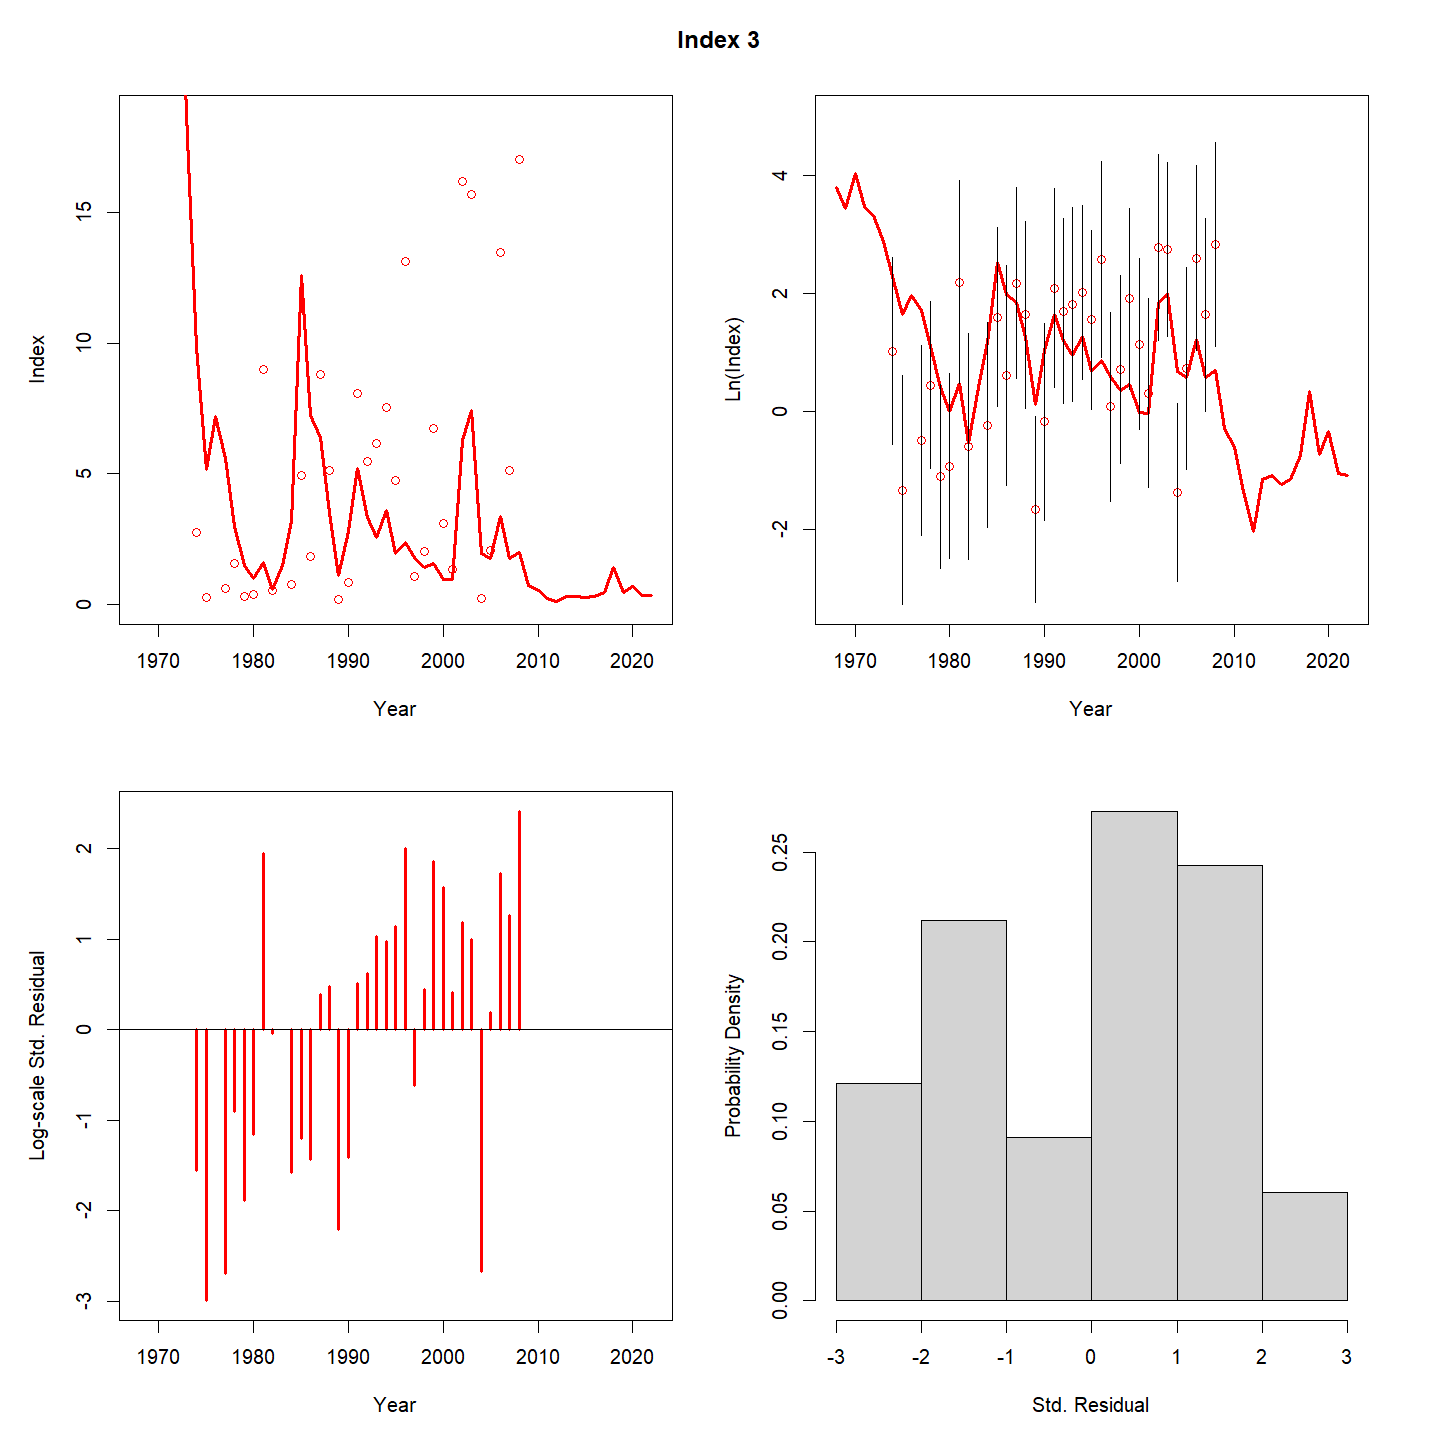 Index 3
Index
0 5 10 15
1970 1980 1990 2000 2010 2020
Year
Ln(Index)
-2 0 2 4
1970 1980 1990 2000 2010 2020
Year
Log-scale Std. Residual
-3 -2 -1 0 1 2
1970 1980 1990 2000 2010 2020
Year
Probability Density
0.00 0.05 0.10 0.15 0.20 0.25
-3 -2 -1 0 1 2 3
Std. Residual